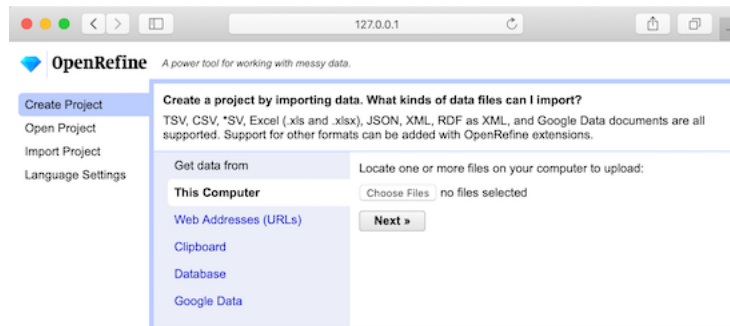 127.0.0.1
OpenRefine A power tool for working with messy data.
Create Project
Open Project
Import Project
Language Settings
Create a project by importing data. What kinds of data files can I import?
TSV, CSV, *SV, Excel (.xls and .xlsx), JSON, XML, RDF as XML, and Google Data documents are all
supported. Support for other formats can be added with OpenRefine extensions.
Get data from
This Computer
Web Addresses (URLs)
Clipboard
Database
Google Data
Locate one or more files on your computer to upload:
Choose Files no files selected
Next »